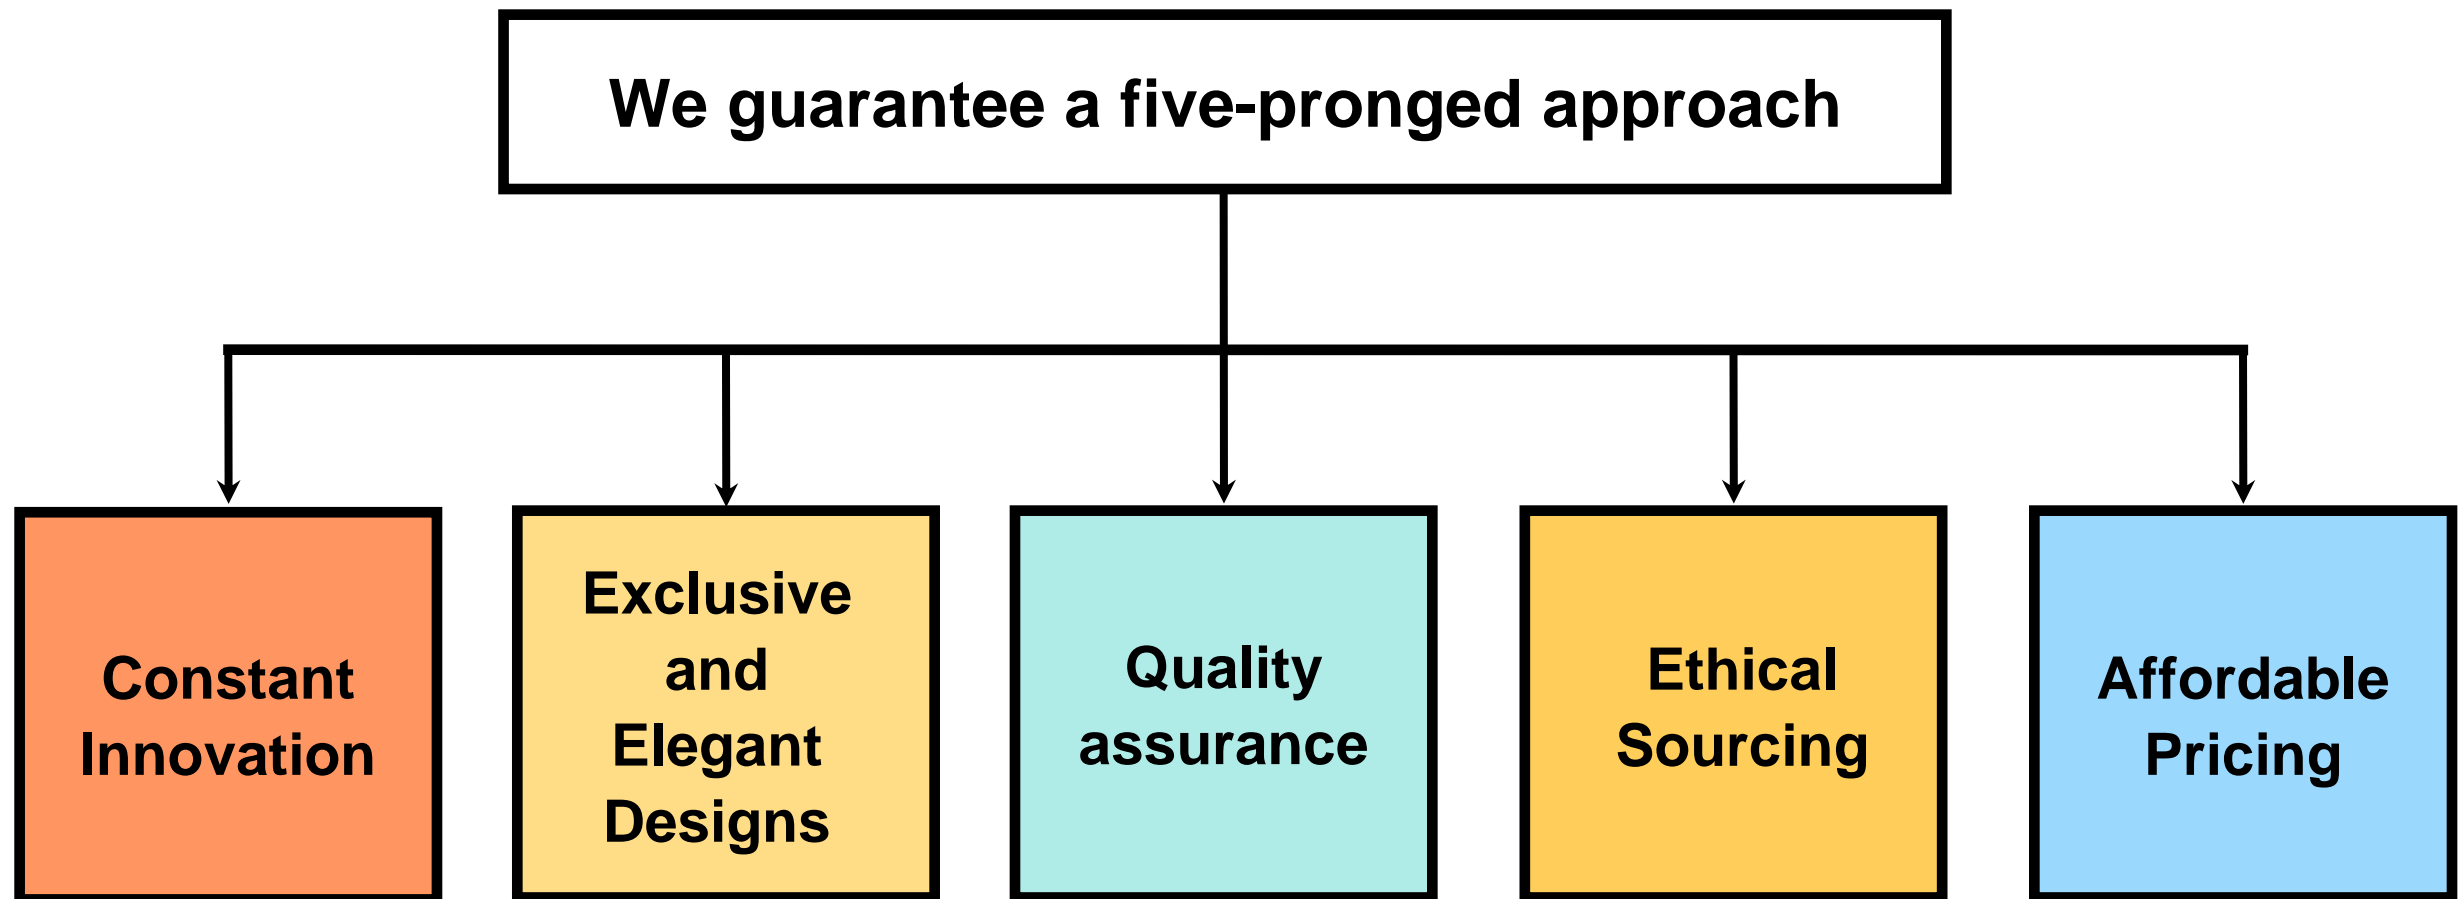 We guarantee a five-pronged approach
Constant
Innovation
Exclusive
and
Elegant
Designs
Quality
assurance
Ethical
Sourcing
Affordable
Pricing